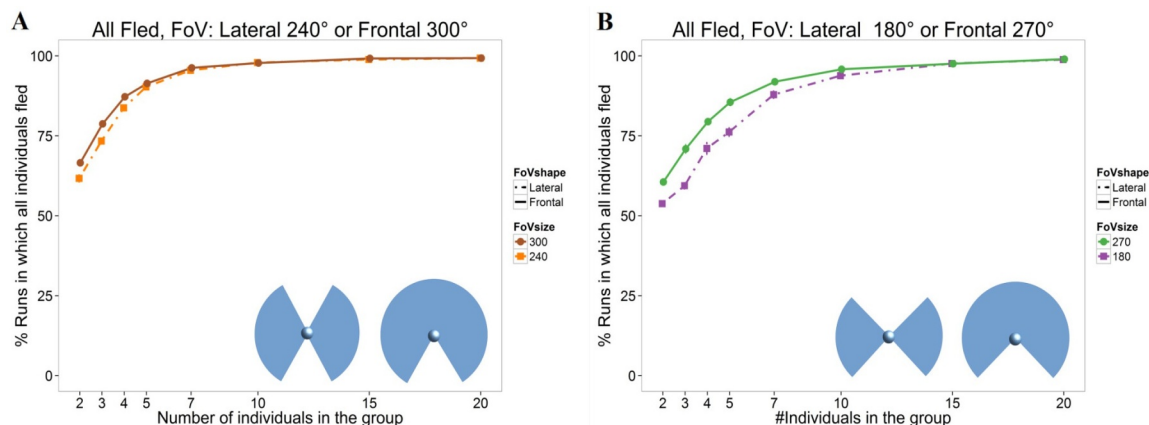 A
All Fled, FoV: Lateral 240° or Frontal 300°
% Runs in which all individuals fled
100
75
50
25
0
2 3 4 5 7 10 15 20
Number of individuals in the group
FoVshape
Lateral
Frontal
FoVsize
300
240
B
All Fled, FoV: Lateral 180° or Frontal 270°
% Runs in which all individuals fled
100
75
50
25
0
2 3 4 5 7 10 15 20
#Individuals in the group
FoVshape
Lateral
Frontal
FoVsize
270
180